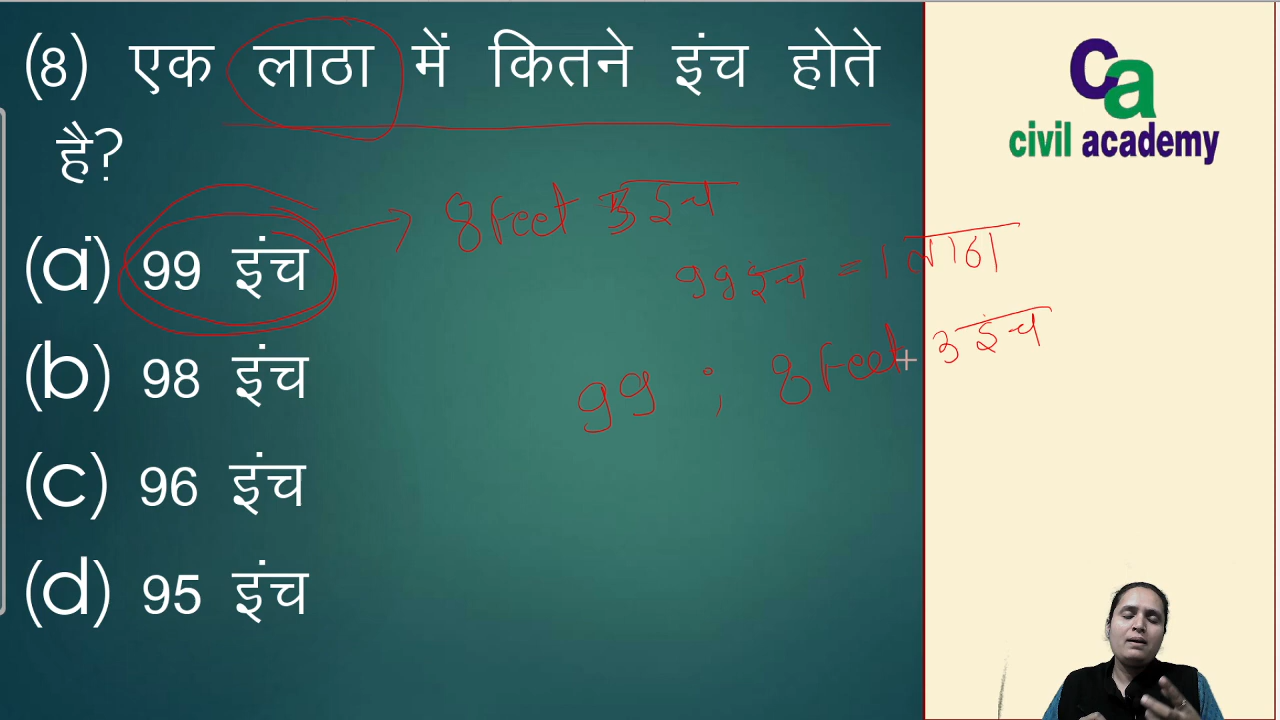 (8) एक लाठा में कितने इंच होते
है?
(a) 99 इंच
(b) 98 इंच
(c) 96 इंच
(d) 95 इंच
8 Feet 3 इंच
99 इंच = 1 लाठा
99 ; 8 Feet 3 इंच
ca
civil academy